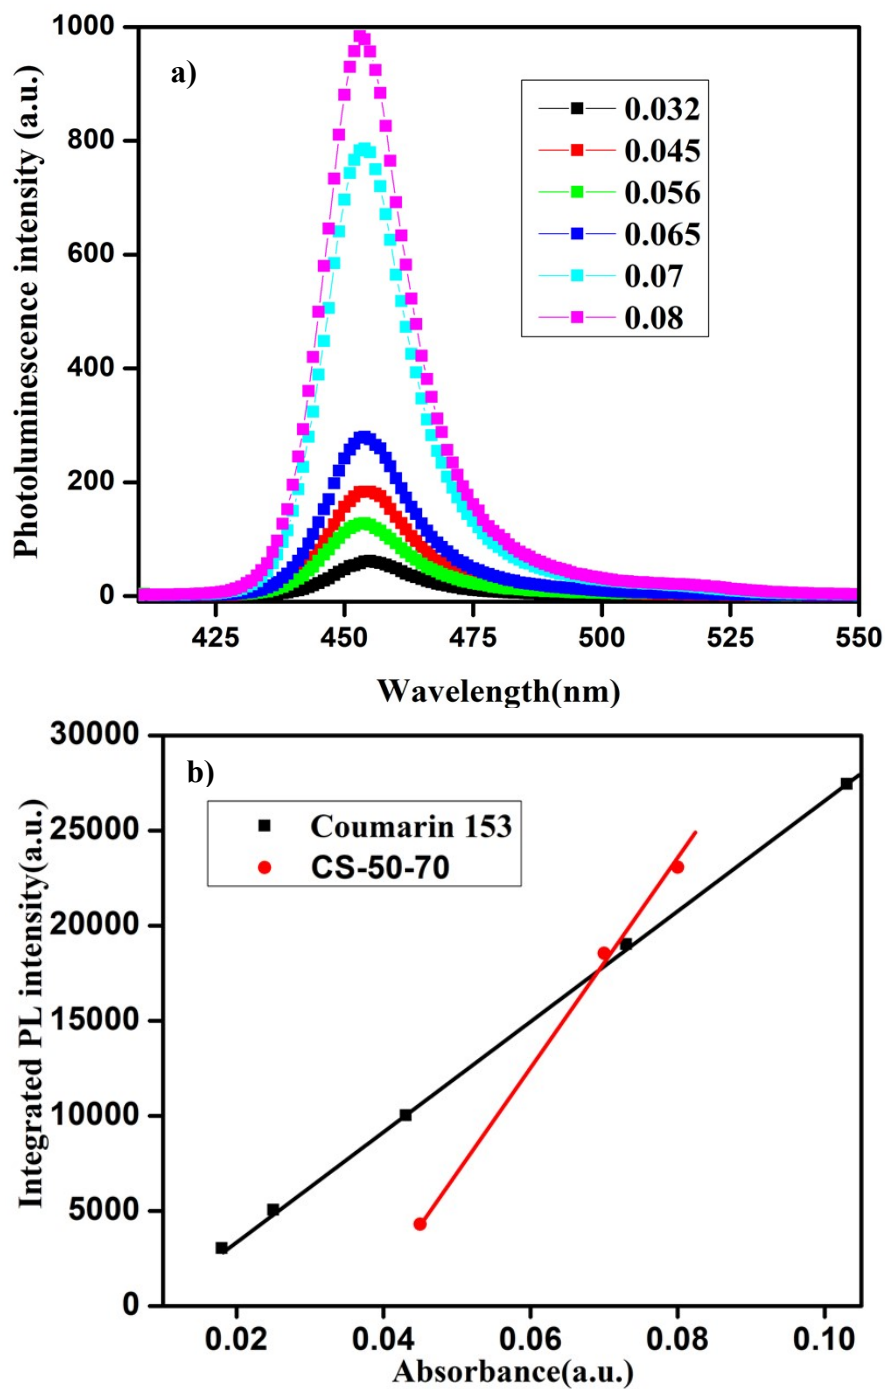 a)
Photoluminescence intensity (a.u.)
1000
800
600
400
200
0
0.032
0.045
0.056
0.065
0.07
0.08
425 450 475 500 525 550
Wavelength(nm)
b)
Integrated PL intensity(a.u.)
30000
25000
20000
15000
10000
5000
0
Coumarin 153
CS-50-70
0.02 0.04 0.06 0.08 0.10
Absorbance(a.u.)